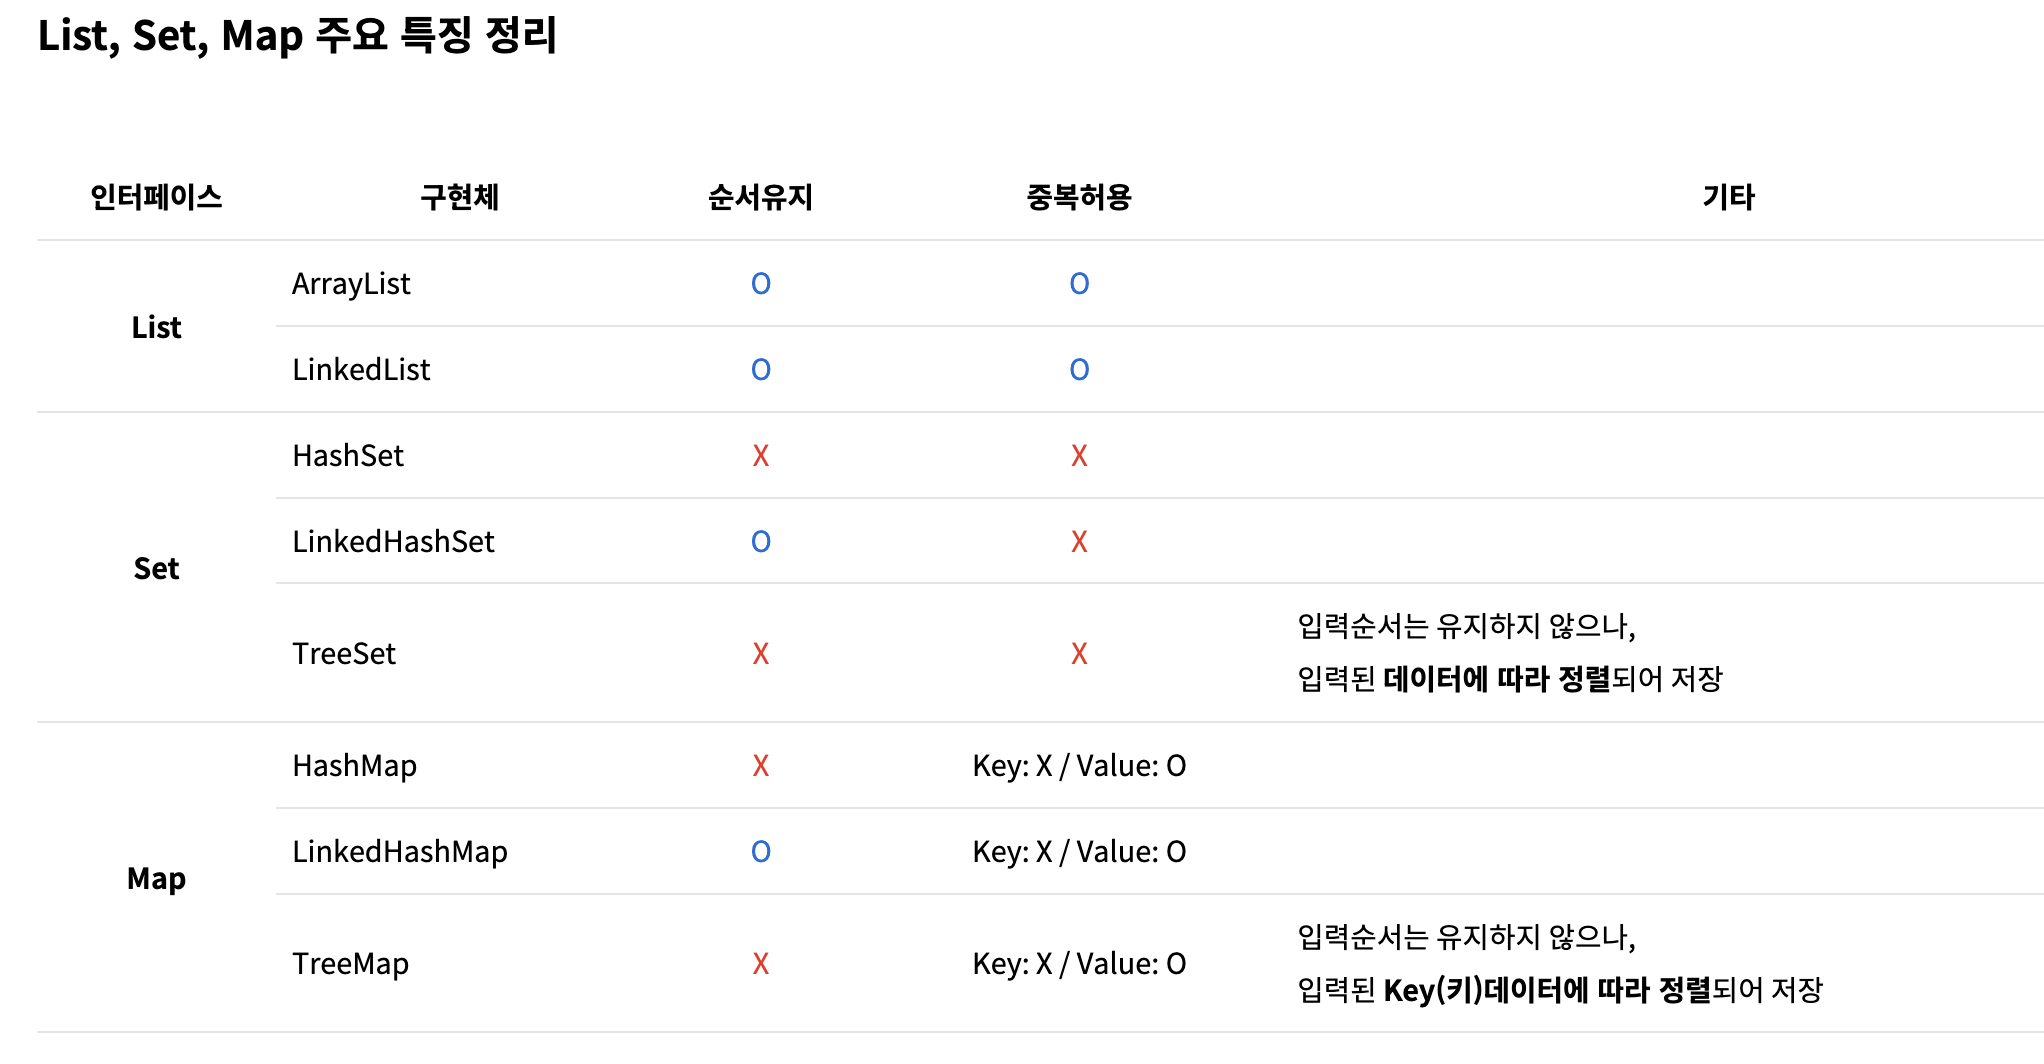 List, Set, Map 주요 특징 정리
인터페이스 구현체 순서유지 중복허용 기타
List
ArrayList O O
LinkedList O O
Set
HashSet X X
LinkedHashSet O X
TreeSet X X
입력순서는 유지하지 않으나,
입력된 데이터에 따라 정렬되어 저장
Map
HashMap X Key: X / Value: O
LinkedHashMap O Key: X / Value: O
TreeMap X Key: X / Value: O
입력순서는 유지하지 않으나,
입력된 Key(키)데이터에 따라 정렬되어 저장